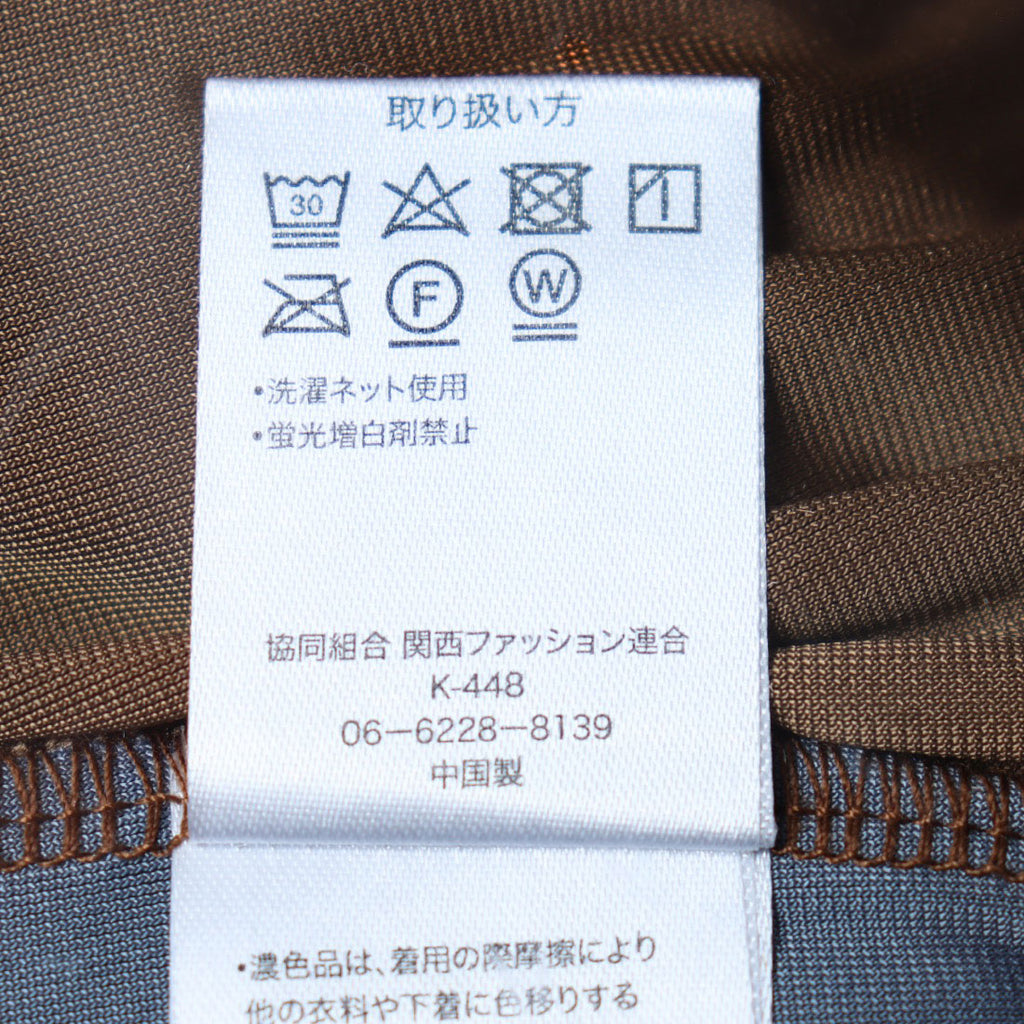 取り扱い方
30
F W
・洗濯ネット使用
・蛍光増白剤禁止
協同組合 関西ファッション連合
K-448
06-6228-8139
中国製
・濃色品は、着用の際摩擦により
他の衣料や下着に色移りする